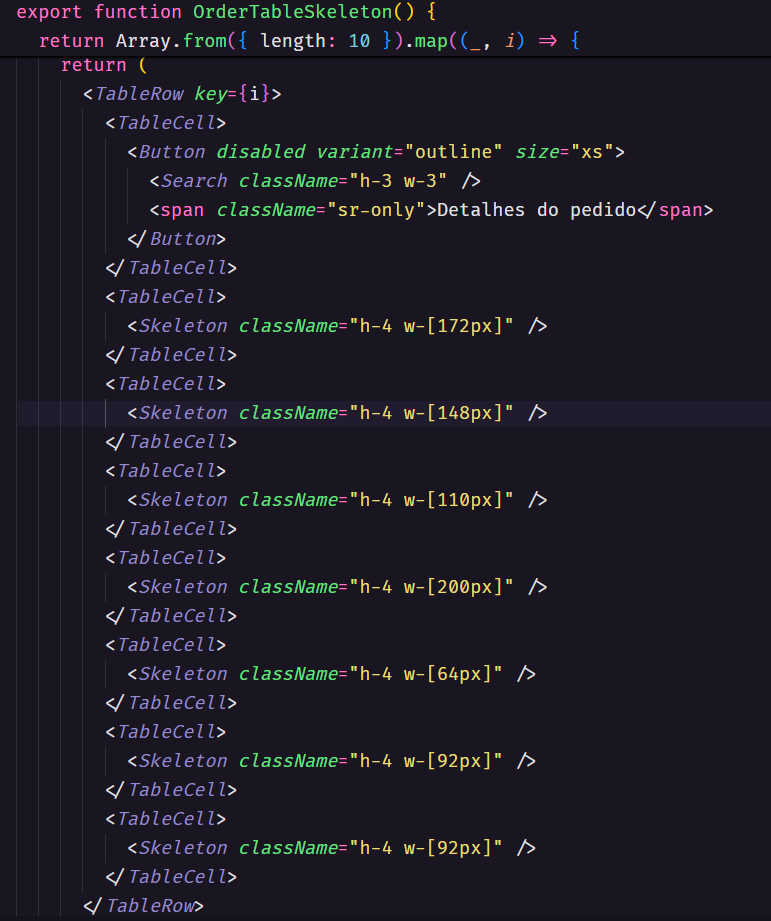 export function OrderTableSkeleton() {
  return Array.from({ length: 10 }).map((_, i) => {
    return (
      <TableRow key={i}>
        <TableCell>
          <Button disabled variant="outline" size="xs">
            <Search className="h-3 w-3" />
            <span className="sr-only">Detalhes do pedido</span>
          </Button>
        </TableCell>
        <TableCell>
          <Skeleton className="h-4 w-[172px]" />
        </TableCell>
        <TableCell>
          <Skeleton className="h-4 w-[148px]" />
        </TableCell>
        <TableCell>
          <Skeleton className="h-4 w-[110px]" />
        </TableCell>
        <TableCell>
          <Skeleton className="h-4 w-[200px]" />
        </TableCell>
        <TableCell>
          <Skeleton className="h-4 w-[64px]" />
        </TableCell>
        <TableCell>
          <Skeleton className="h-4 w-[92px]" />
        </TableCell>
        <TableCell>
          <Skeleton className="h-4 w-[92px]" />
        </TableCell>
      </TableRow>